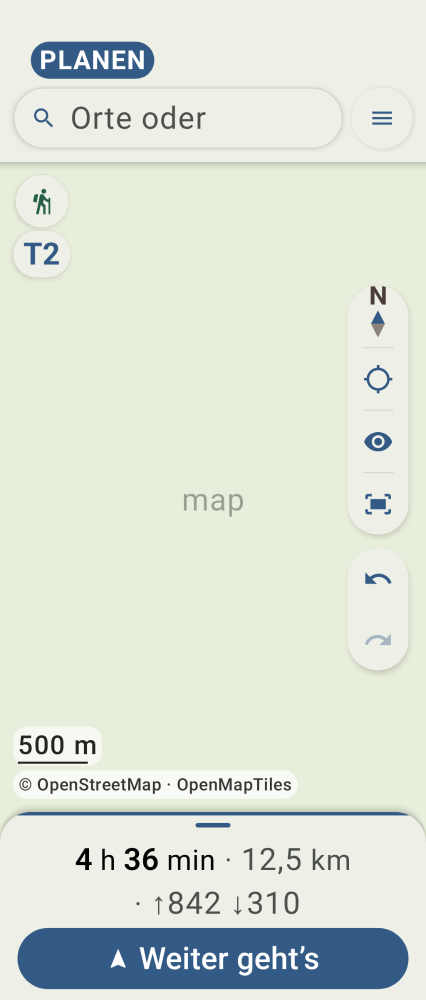 PLANEN
Orte oder
T2
N
map
500 m
© OpenStreetMap · OpenMapTiles
4 h 36 min · 12,5 km
· ↑842 ↓310
Weiter geht’s